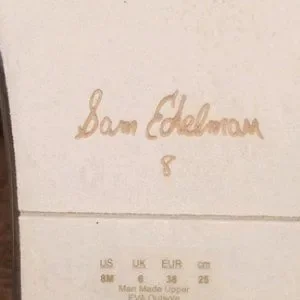 Sam Edelman
8
US UK EUR cm
8M 6 38 25
Man Made Upper
EVA Outsole